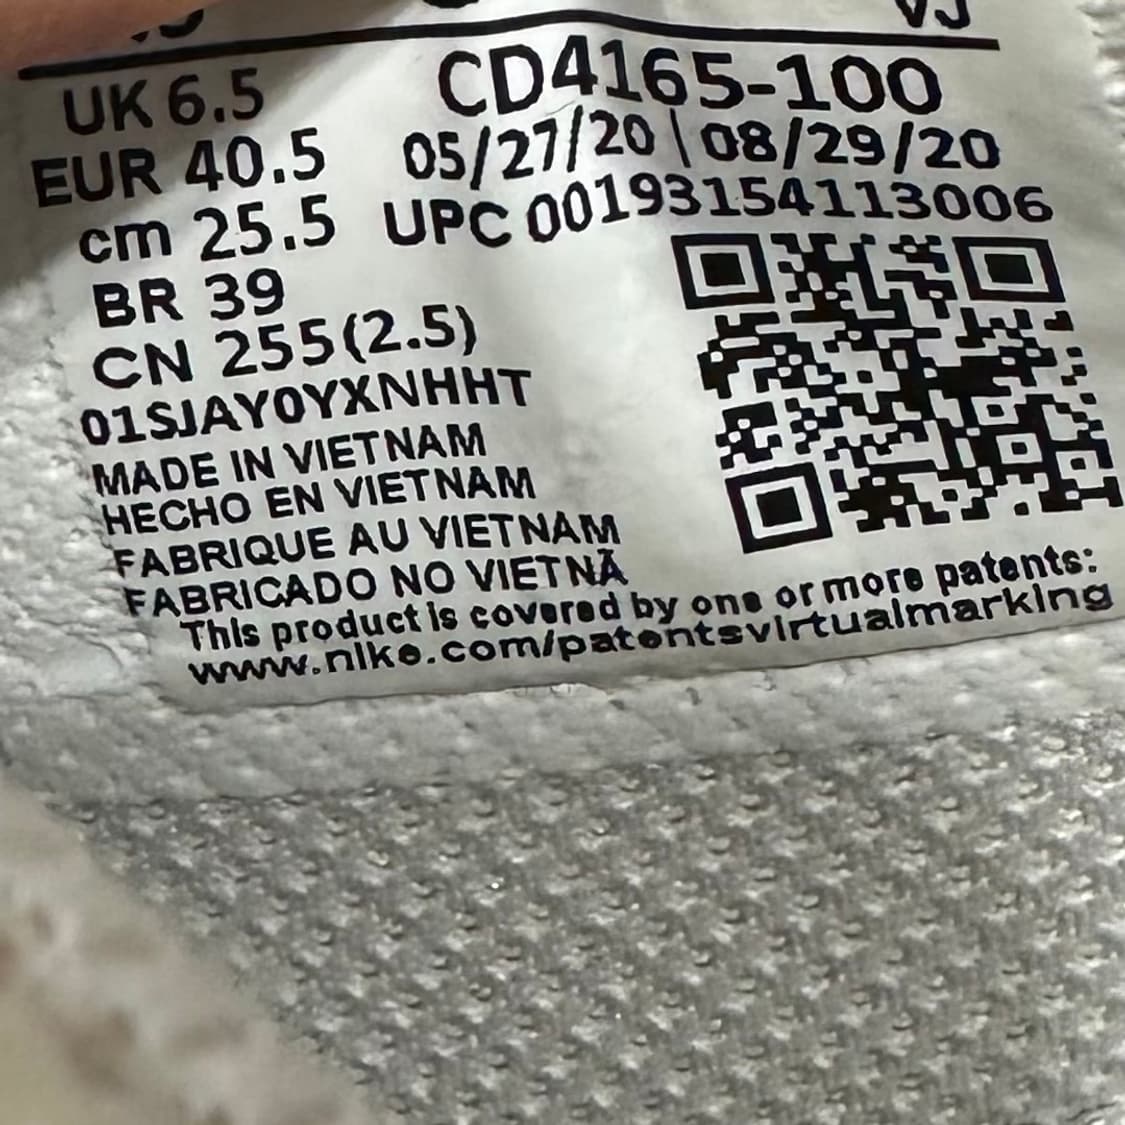 VJ
UK 6.5 CD4165-100
EUR 40.5 05/27/20 | 08/29/20
cm 25.5 UPC 00193154113006
BR 39
CN 255(2.5)
01SJAY0YXNHHT
MADE IN VIETNAM
HECHO EN VIETNAM
FABRIQUE AU VIETNAM
FABRICADO NO VIETNÃ
This product is covered by one or more patents:
www.nike.com/patentsvirtualmarking